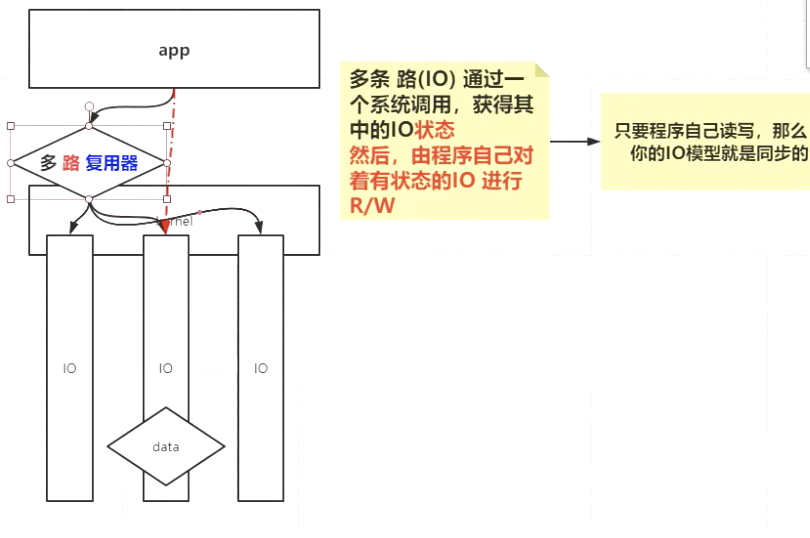 app
多 路 复用器
IO
IO
IO
data
多条 路(IO) 通过一
个系统调用，获得其
中的IO状态
然后，由程序自己对
着有状态的IO 进行
R/W
只要程序自己读写，那么
你的IO模型就是同步的